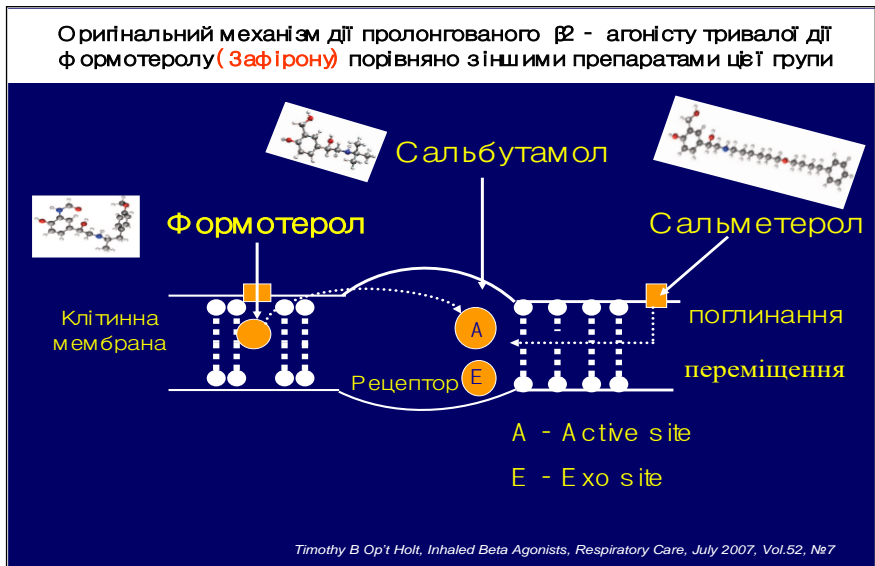 Оригінальний механізм дії пролонгованого β2 - агоністу тривалої дії
формотеролу( Зафірону) порівняно з іншими препаратами цієї групи
Сальбутамол
Формотерол
Сальметерол
Клітинна
мембрана
поглинання
A
переміщення
Рецептор
E
A - Active site
E - Exo site
Timothy B Op't Holt, Inhaled Beta Agonists, Respiratory Care, July 2007, Vol.52, №7